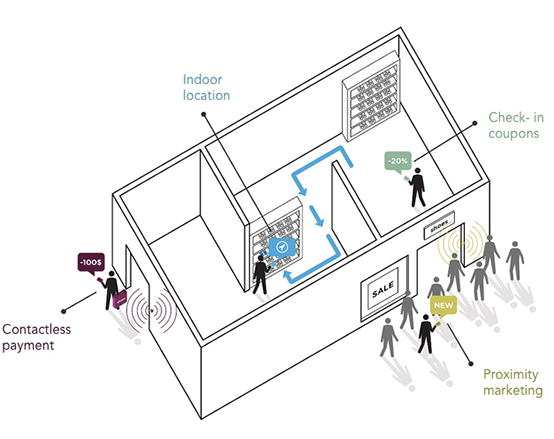 Indoor
location
Check- in
coupons
-20%
shoes
-100$
SALE
NEW
Contactless
payment
Proximity
marketing